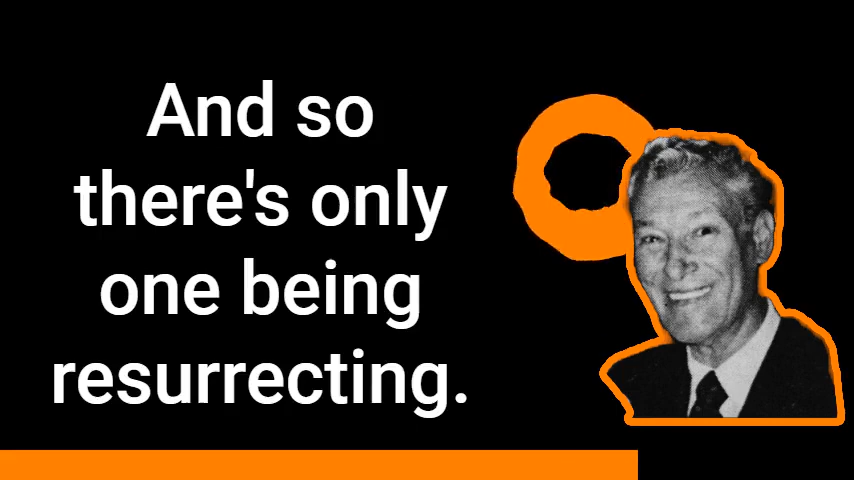 And so
there's only
one being
resurrecting.